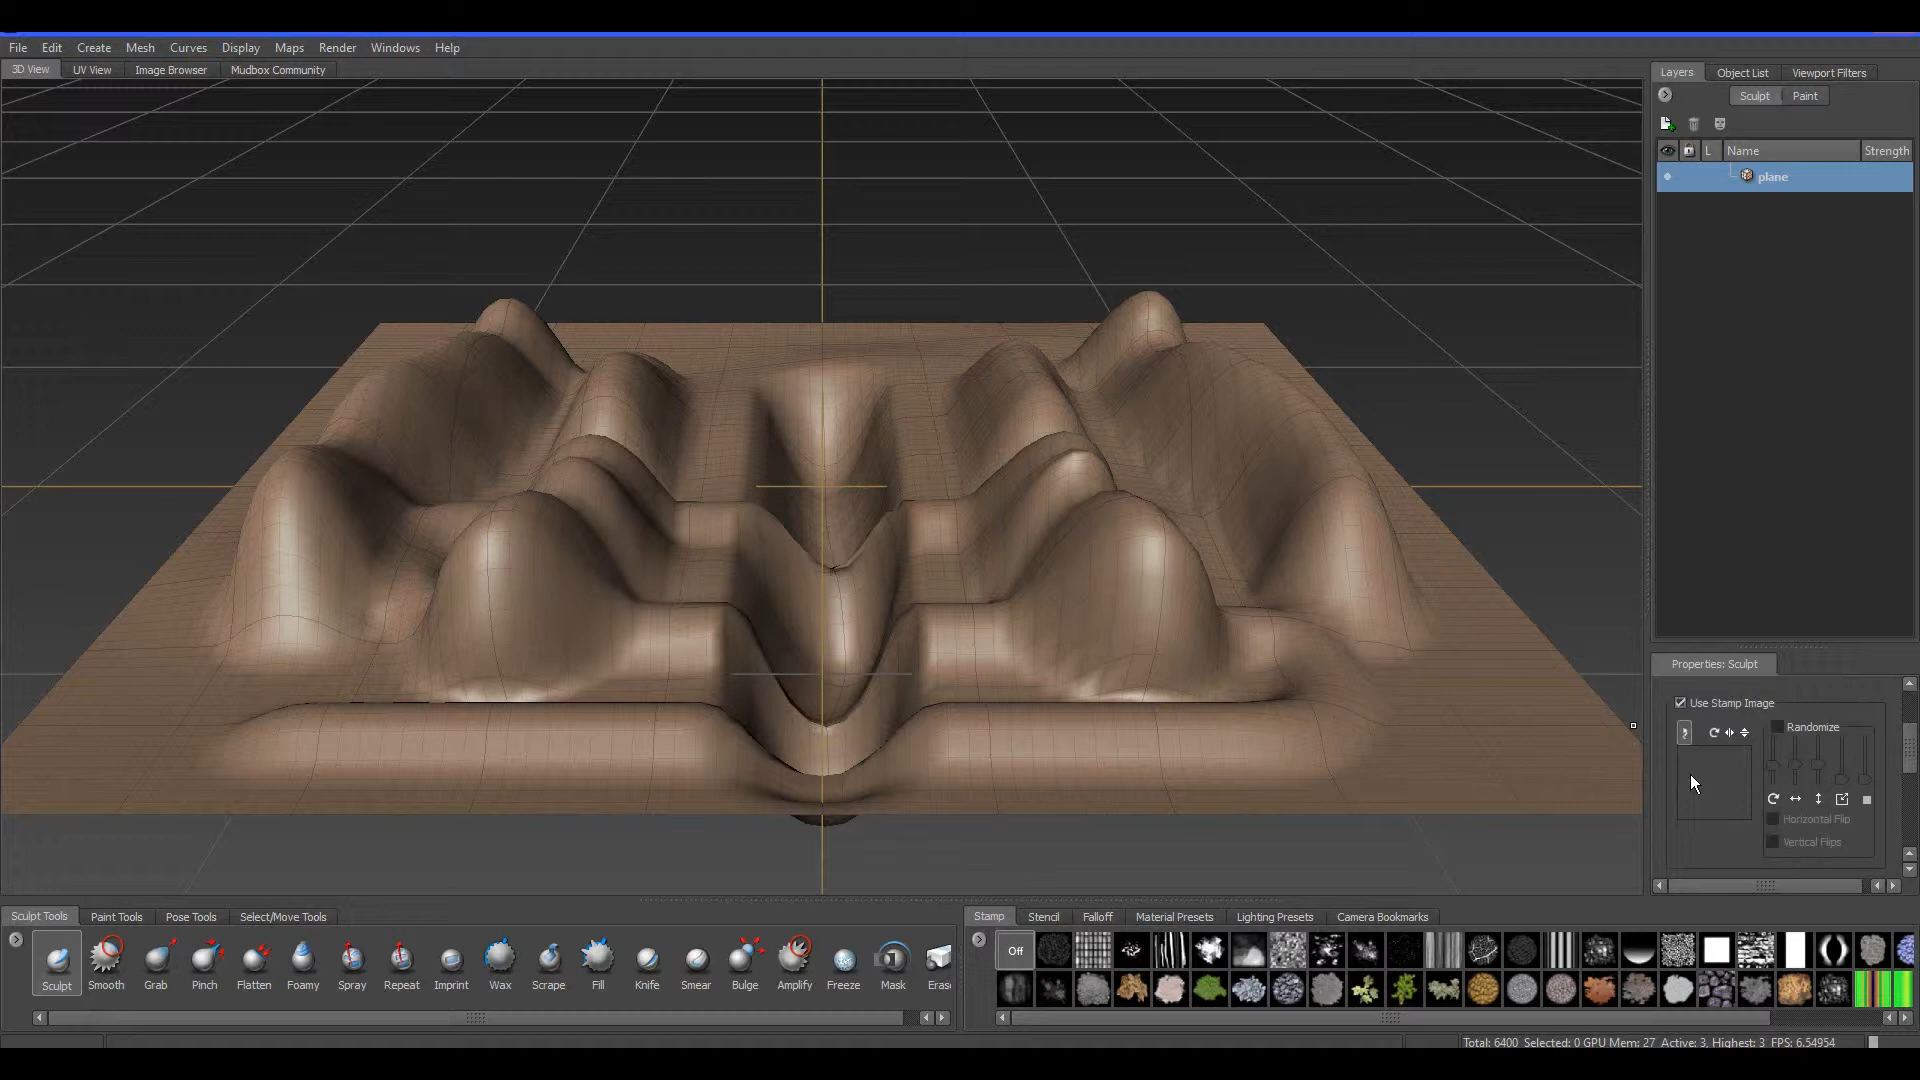 File Edit Create Mesh Curves Display Maps Render Windows Help
3D View UV View Image Browser Mudbox Community
Layers Object List Viewport Filters
Sculpt Paint
L Name Strength
plane
Properties: Sculpt
Use Stamp Image
Randomize
Horizontal Flip
Vertical Flips
Sculpt Tools Paint Tools Pose Tools Select/Move Tools
Sculpt Smooth Grab Pinch Flatten Foamy Spray Repeat Imprint Wax Scrape Fill Knife Smear Bulge Amplify Freeze Mask Eras
Stamp Stencil Falloff Material Presets Lighting Presets Camera Bookmarks
Off
Total: 6400 Selected: 0 GPU Mem: 27 Active: 3, Highest: 3 FPS: 6.54954